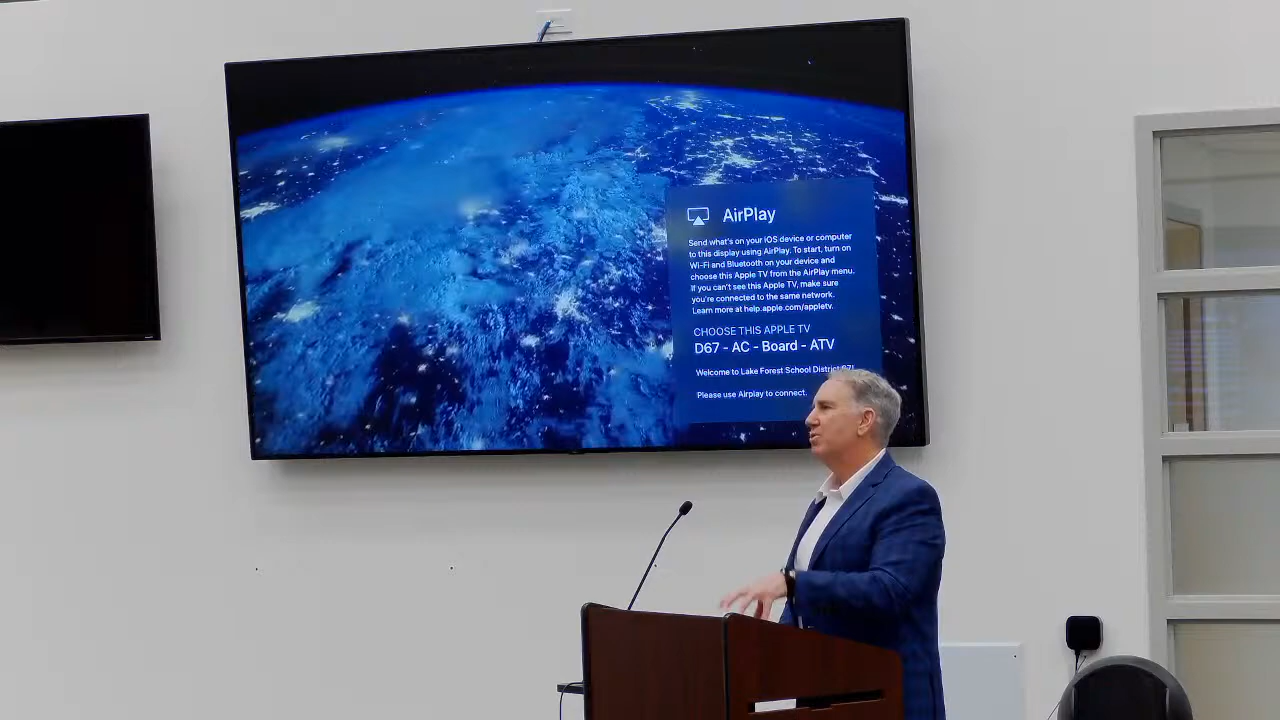 AirPlay
Send what's on your iOS device or computer
to this display using AirPlay. To start, turn on
Wi-Fi and Bluetooth on your device and
choose this Apple TV from the AirPlay menu.
If you can't see this Apple TV, make sure
you're connected to the same network.
Learn more at help.apple.com/appletv.
CHOOSE THIS APPLE TV
D67 - AC - Board - ATV
Welcome to Lake Forest School District
Please use Airplay to connect.